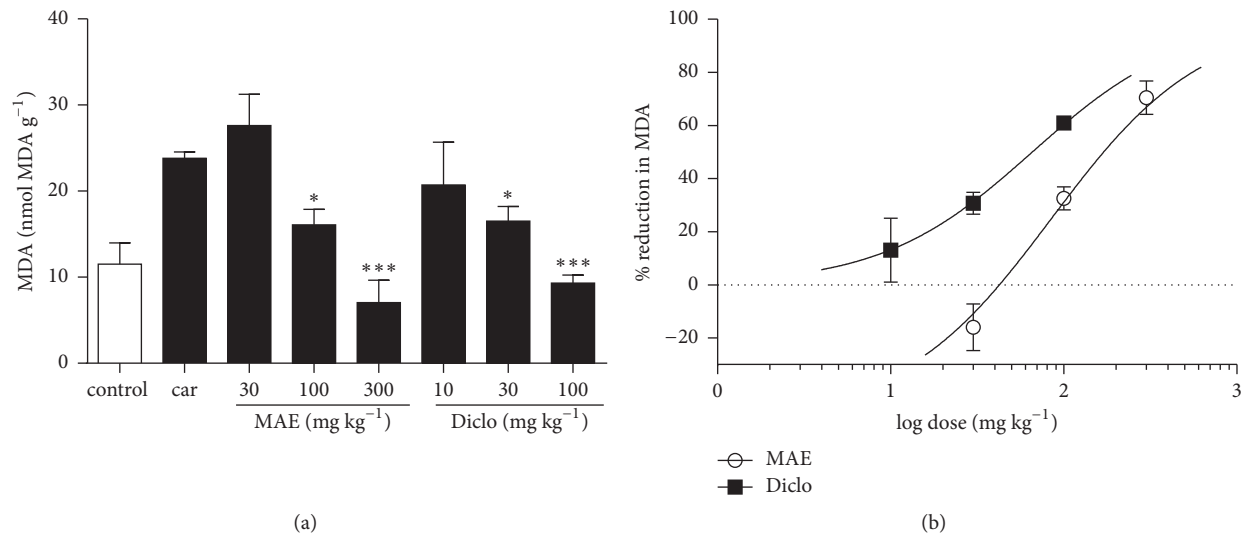 40
30
20
10
0
MDA (nmol MDA g⁻¹)
*
***
*
***
control car 30 100 300 10 30 100
MAE (mg kg⁻¹) Diclo (mg kg⁻¹)
(a)
100
80
60
40
20
0
−20
% reduction in MDA
0 1 2 3
log dose (mg kg⁻¹)
MAE
Diclo
(b)